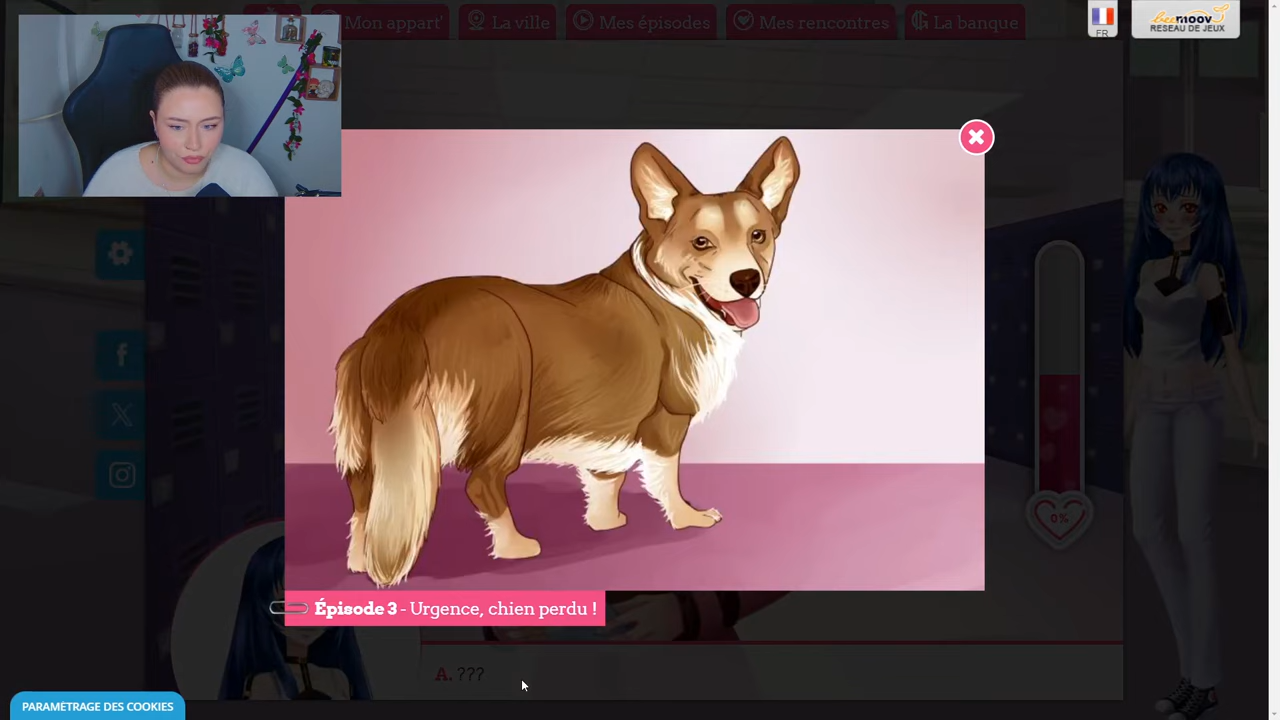 Mon appart'
La ville
Mes épisodes
Mes rencontres
La banque
FR
beemoov
RESEAU DE JEUX
0%
Épisode 3 - Urgence, chien perdu !
A. ???
PARAMÉTRAGE DES COOKIES